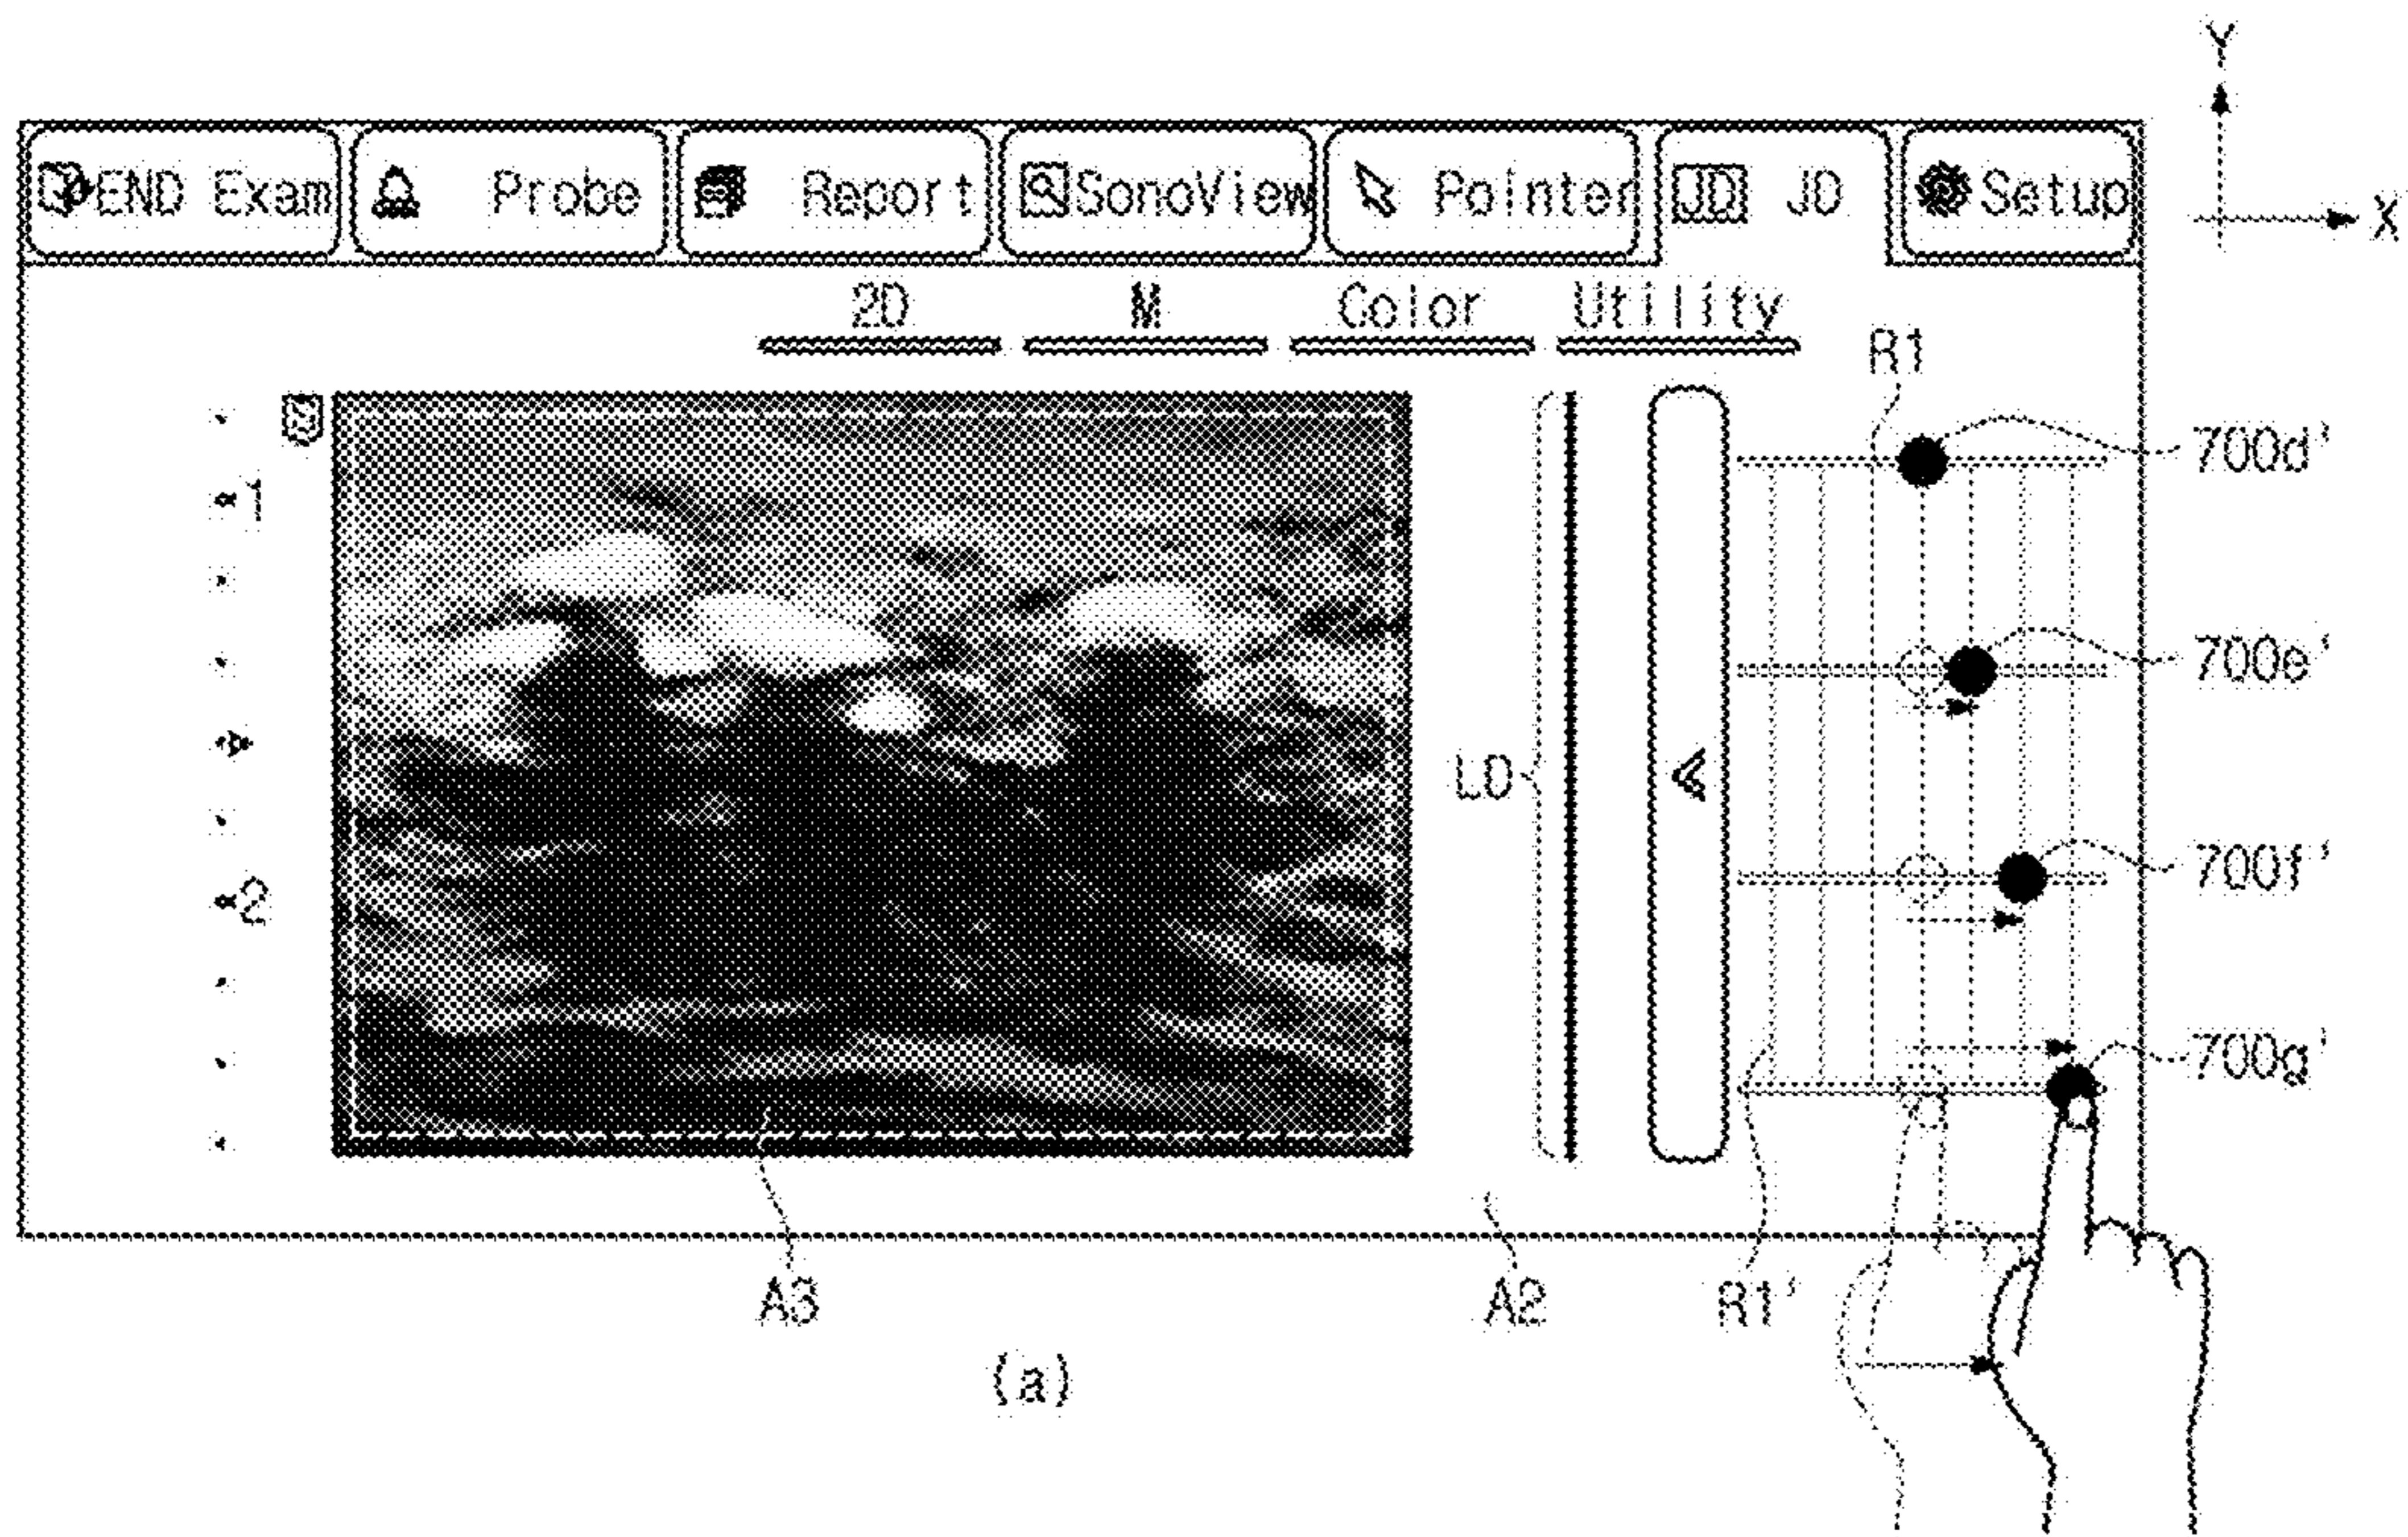 Y
END Exam Probe Report SonoView Pointer JD JD Setup
X
2D M Color Utility
R1
700d'
1
700e'
LD
700f'
2
700g'
A3 A2 R1'
(a)